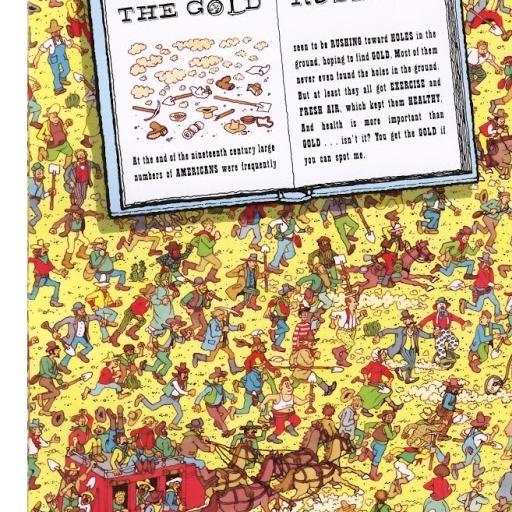 THE GOLD
seen to be RUSHING toward HOLES in the
ground, hoping to find GOLD. Most of them
never even found the holes in the ground.
But at least they all got EXERCISE and
FRESH AIR, which kept them HEALTHY.
And health is more important than
GOLD . . . isn't it? You get the GOLD if
you can spot me.
At the end of the nineteenth century large
numbers of AMERICANS were frequently